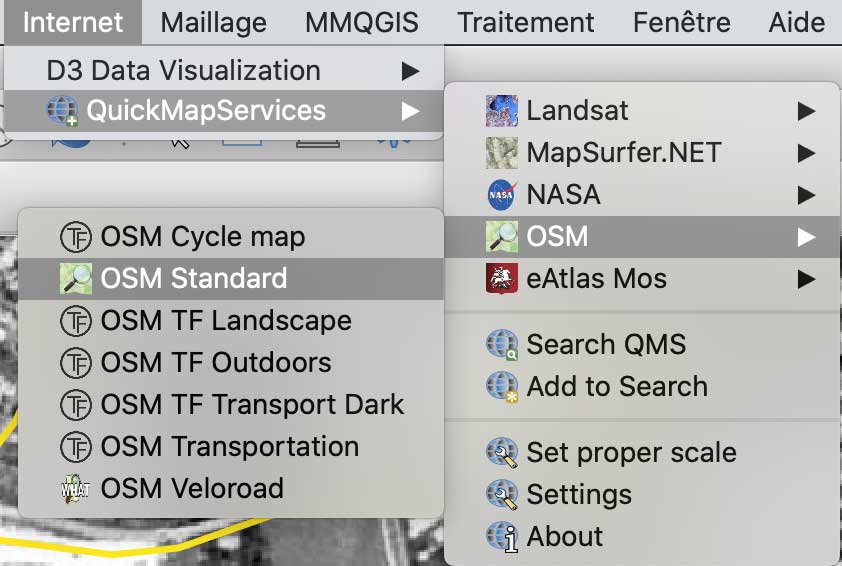 Internet Maillage MMQGIS Traitement Fenêtre Aide
D3 Data Visualization
QuickMapServices
Landsat
MapSurfer.NET
NASA
OSM
eAtlas Mos
Search QMS
Add to Search
Set proper scale
Settings
About
OSM Cycle map
OSM Standard
OSM TF Landscape
OSM TF Outdoors
OSM TF Transport Dark
OSM Transportation
OSM Veloroad